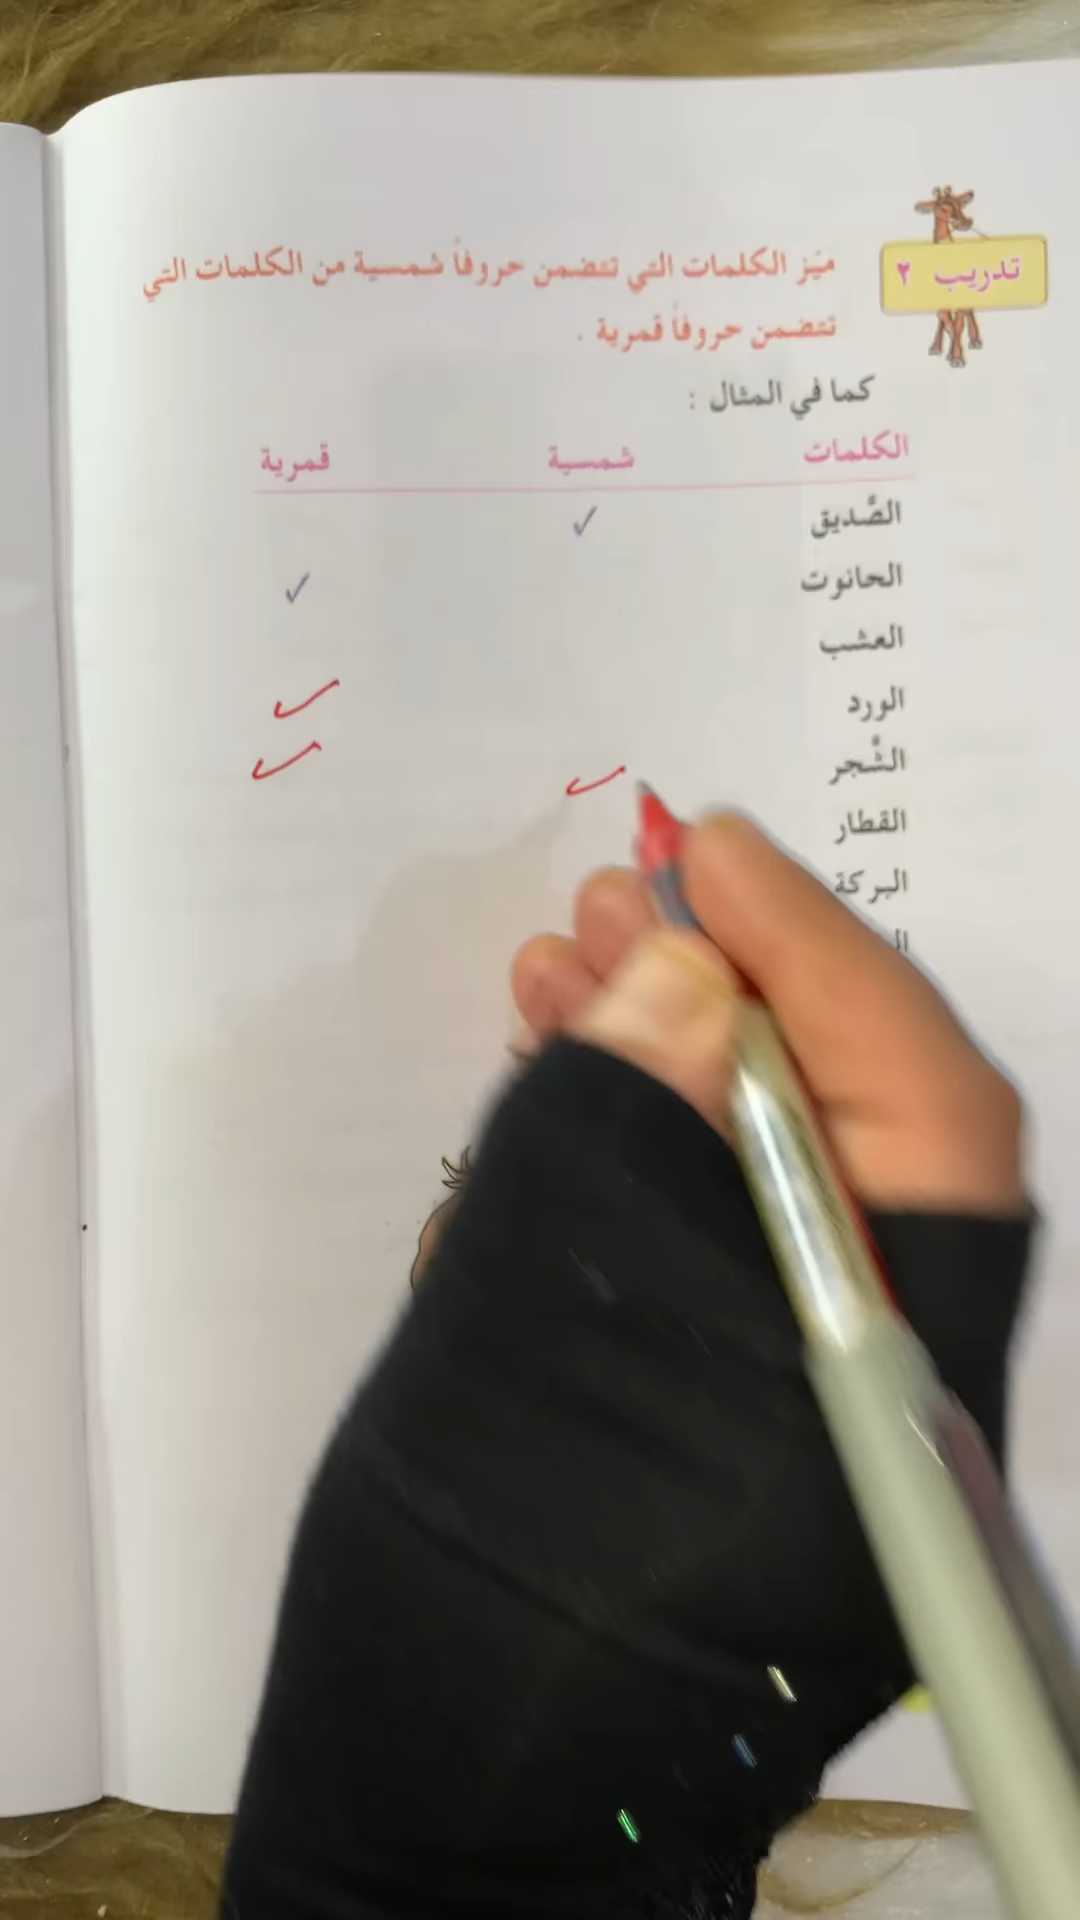 تدريب ٢
ميّز الكلمات التي تتضمن حروفاً شمسية من الكلمات التي
تتضمن حروفاً قمرية .
كما في المثال :
الكلمات شمسية قمرية
الصَّديق ✓
الحانوت ✓
العشب
الورد ✓
الشَّجر ✓ ✓
القطار
البركة